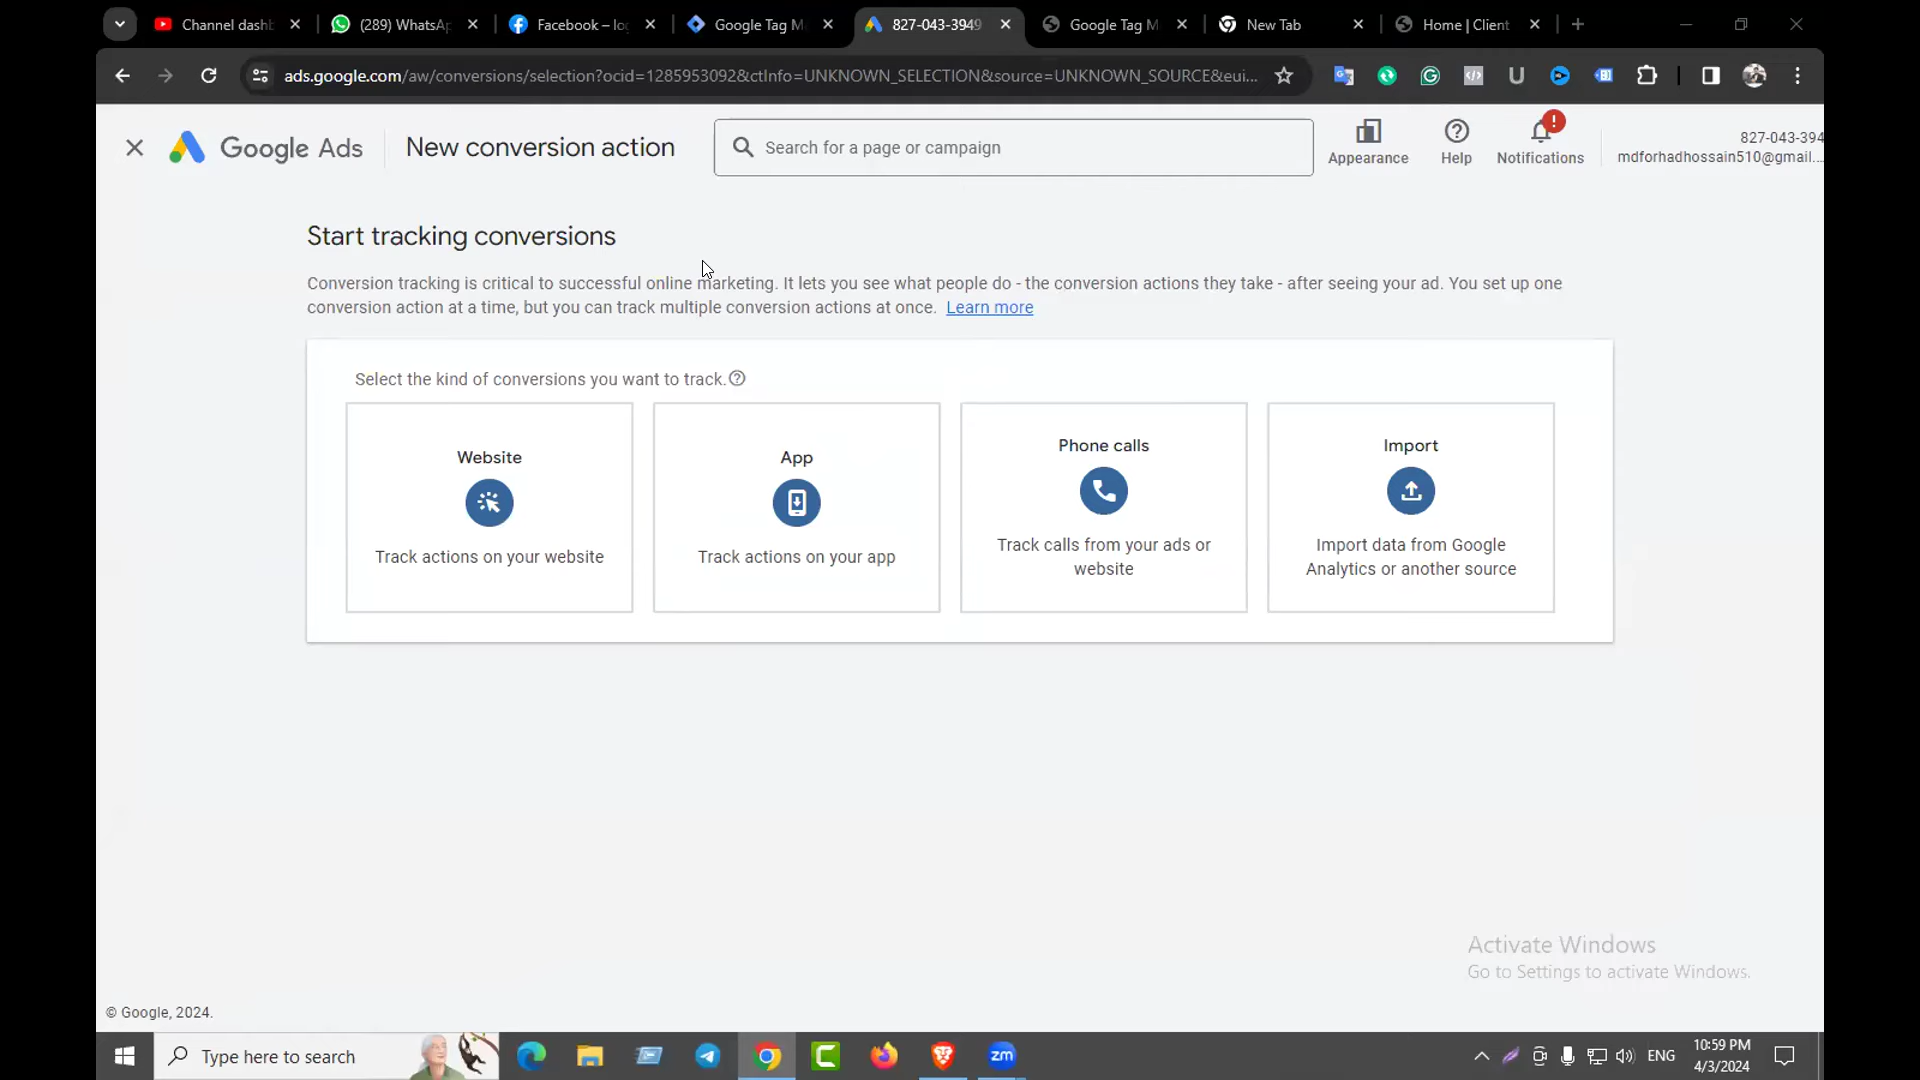 Channel dashb
(289) WhatsAp
Facebook – lo
Google Tag M
827-043-3949
Google Tag M
New Tab
Home | Client
ads.google.com/aw/conversions/selection?ocid=1285953092&ctInfo=UNKNOWN_SELECTION&source=UNKNOWN_SOURCE&eui...
Google Ads
New conversion action
Search for a page or campaign
Appearance
Help
Notifications
827-043-394
mdforhadhossain510@gmail....
Start tracking conversions
Conversion tracking is critical to successful online marketing. It lets you see what people do - the conversion actions they take - after seeing your ad. You set up one
conversion action at a time, but you can track multiple conversion actions at once. Learn more
Select the kind of conversions you want to track.
Website
Track actions on your website
App
Track actions on your app
Phone calls
Track calls from your ads or
website
Import
Import data from Google
Analytics or another source
Activate Windows
Go to Settings to activate Windows.
© Google, 2024.
Type here to search
zm
ENG
10:59 PM
4/3/2024